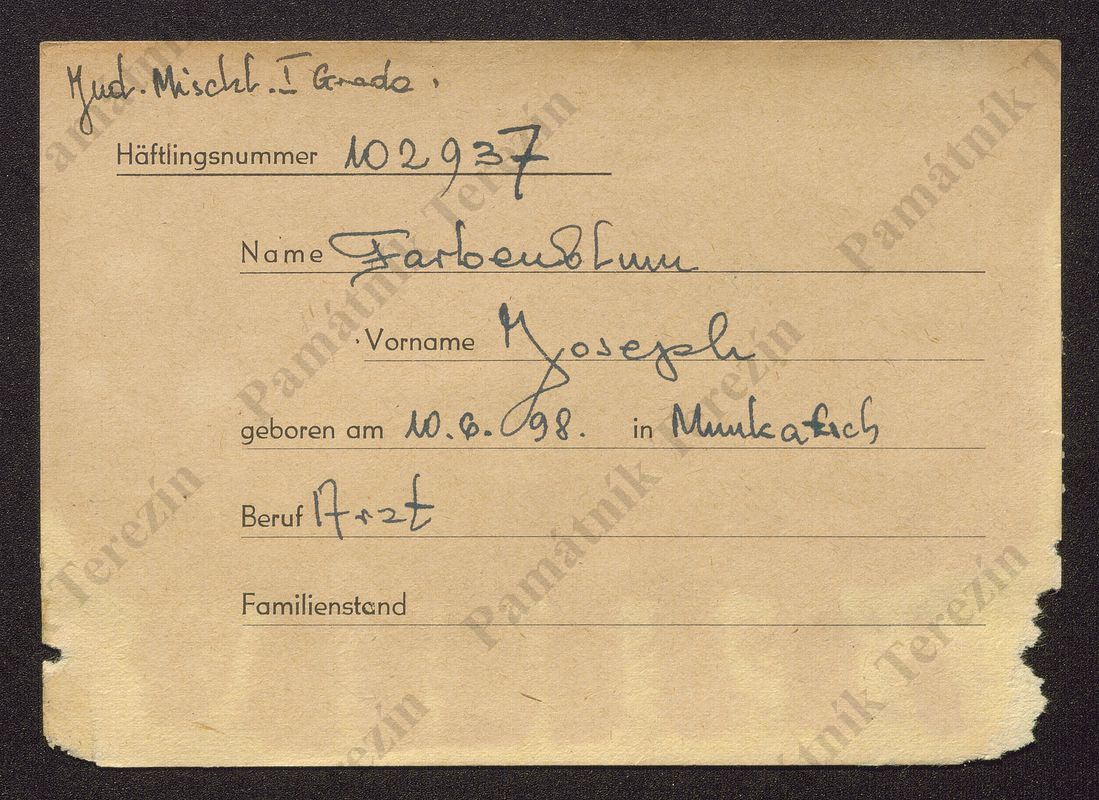 Jud. Mischl. I Grades.
Häftlingsnummer 102937
Name Farbenblum
Vorname Joseph
geboren am 10.6.98. in Munkatsch
Beruf Arzt
Familienstand
Památník Terezín